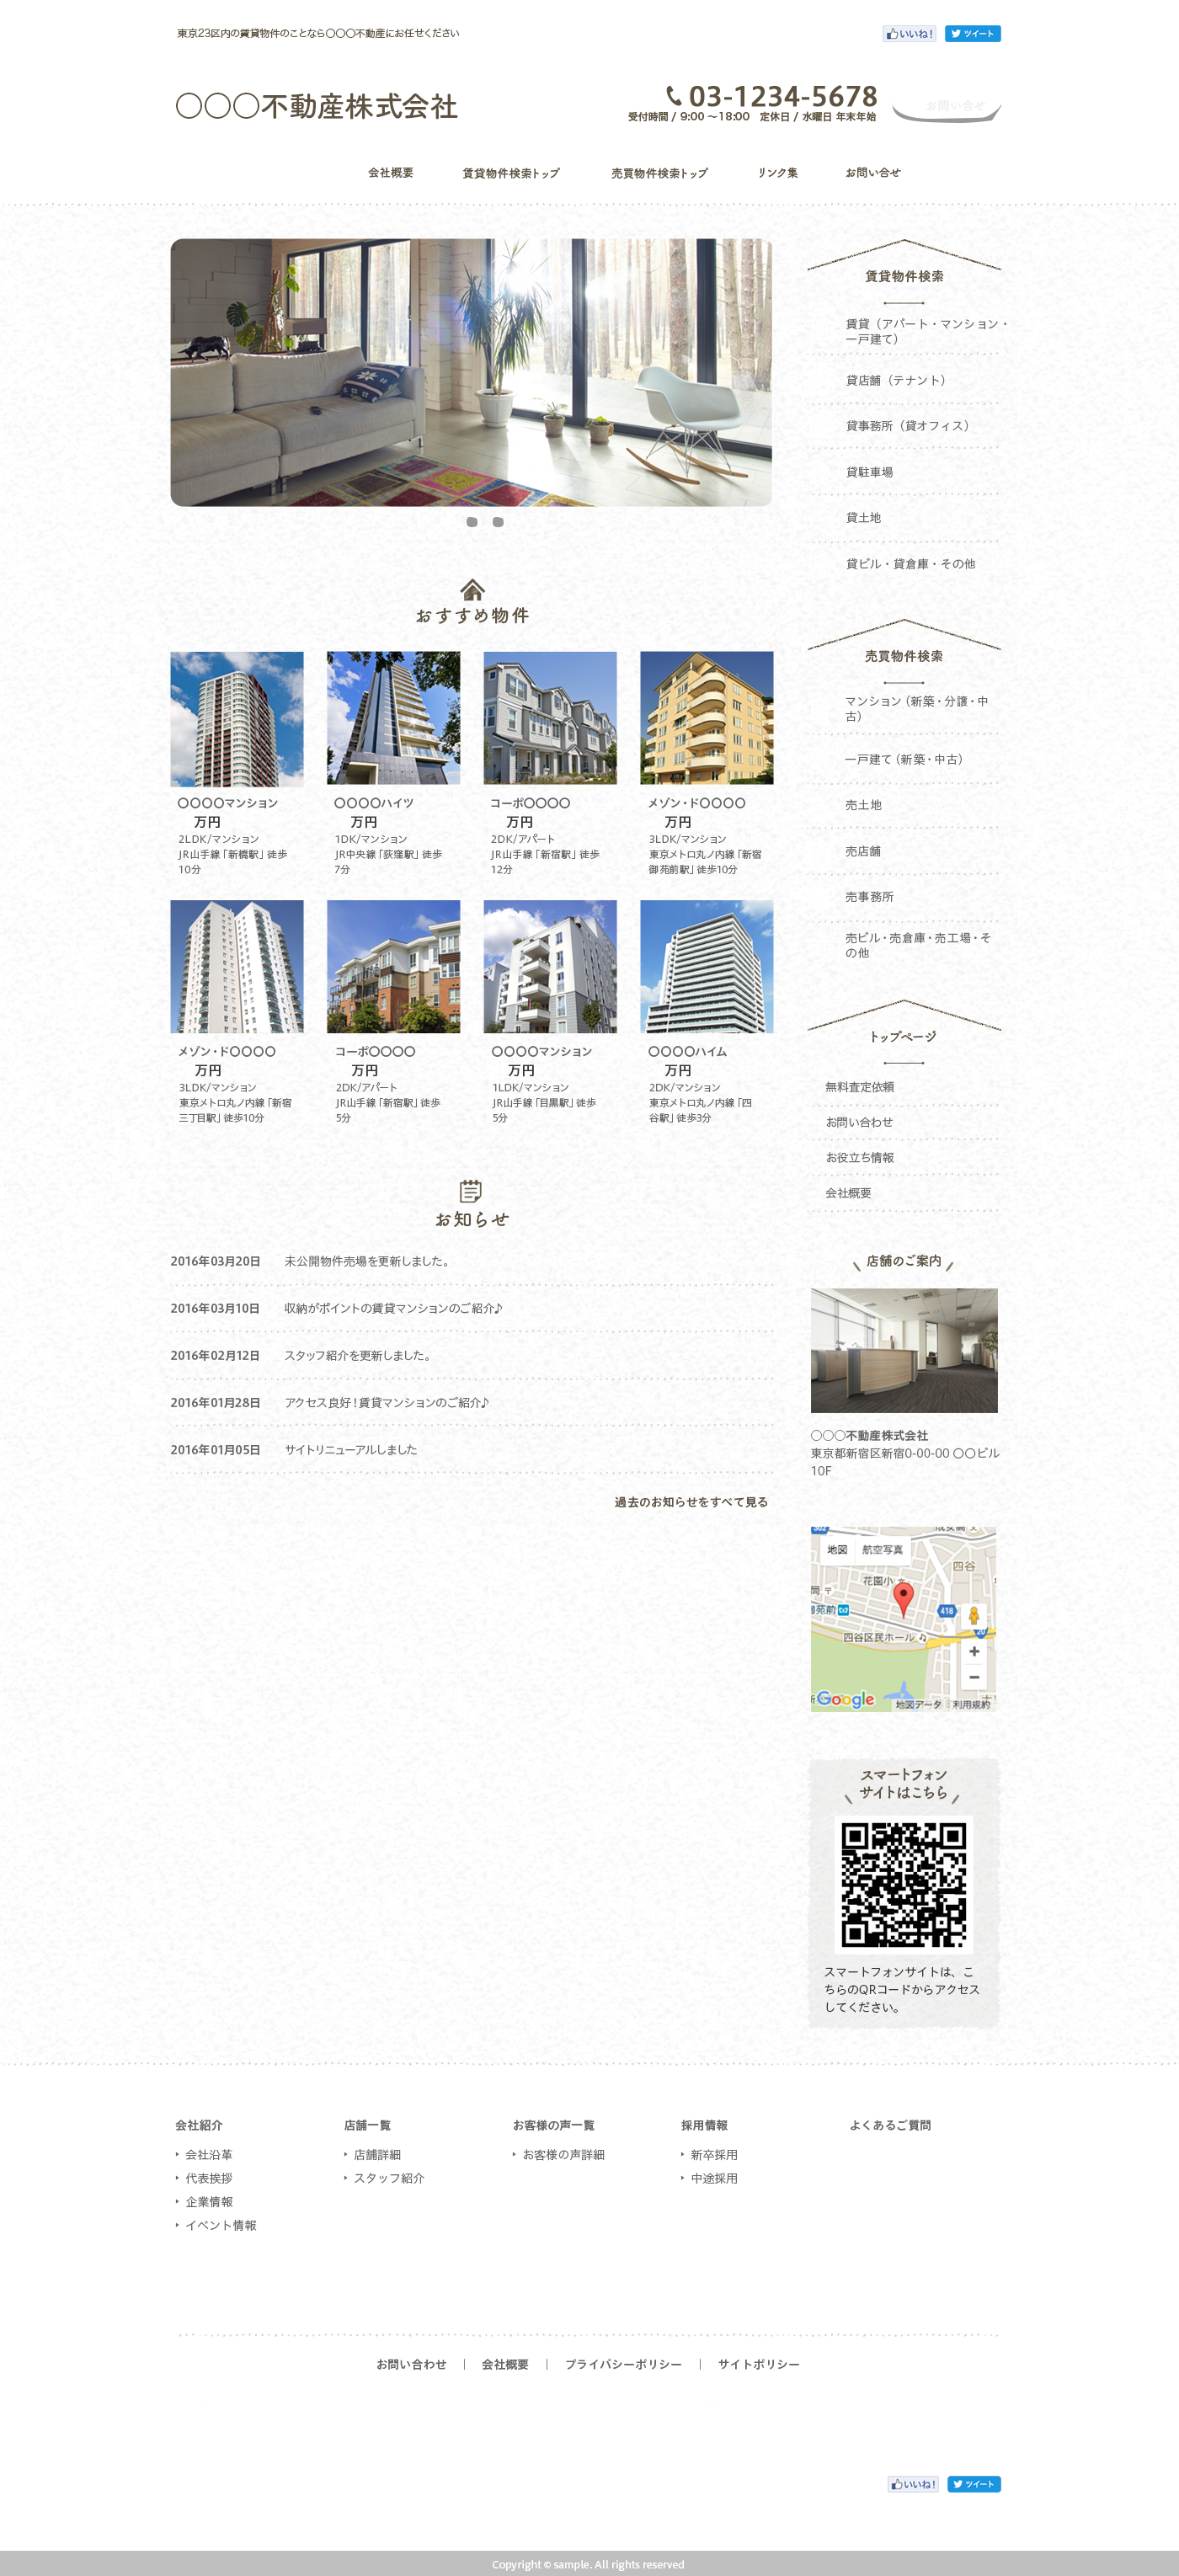 東京23区内の賃貸物件のことなら〇〇〇不動産にお任せください
いいね!
ツイート
〇〇〇不動産株式会社
03-1234-5678
受付時間 / 9:00 ～18:00　定休日 / 水曜日 年末年始
お問い合せ
会社概要
賃貸物件検索トップ
売買物件検索トップ
リンク集
お問い合せ
おすすめ物件
〇〇〇〇マンション
万円
2LDK/マンション
JR山手線「新橋駅」徒歩
10分
〇〇〇〇ハイツ
万円
1DK/マンション
JR中央線「荻窪駅」徒歩
7分
コーポ〇〇〇〇
万円
2DK/アパート
JR山手線「新宿駅」徒歩
12分
メゾン・ド〇〇〇〇
万円
3LDK/マンション
東京メトロ丸ノ内線「新宿
御苑前駅」徒歩10分
メゾン・ド〇〇〇〇
万円
3LDK/マンション
東京メトロ丸ノ内線「新宿
三丁目駅」徒歩10分
コーポ〇〇〇〇
万円
2DK/アパート
JR山手線「新宿駅」徒歩
5分
〇〇〇〇マンション
万円
1LDK/マンション
JR山手線「目黒駅」徒歩
5分
〇〇〇〇ハイム
万円
2DK/マンション
東京メトロ丸ノ内線「四
谷駅」徒歩3分
お知らせ
2016年03月20日　未公開物件売場を更新しました。
2016年03月10日　収納がポイントの賃貸マンションのご紹介♪
2016年02月12日　スタッフ紹介を更新しました。
2016年01月28日　アクセス良好！賃貸マンションのご紹介♪
2016年01月05日　サイトリニューアルしました
過去のお知らせをすべて見る
賃貸物件検索
賃貸（アパート・マンション・
一戸建て）
貸店舗（テナント）
貸事務所（貸オフィス）
貸駐車場
貸土地
貸ビル・貸倉庫・その他
売買物件検索
マンション（新築・分譲・中
古）
一戸建て（新築・中古）
売土地
売店舗
売事務所
売ビル・売倉庫・売工場・そ
の他
トップページ
無料査定依頼
お問い合わせ
お役立ち情報
会社概要
店舗のご案内
〇〇〇不動産株式会社
東京都新宿区新宿0-00-00 〇〇ビル
10F
地図
航空写真
四谷
花園小
418
20
四谷区民ホール
Google
地図データ
利用規約
スマートフォン
サイトはこちら
スマートフォンサイトは、こ
ちらのQRコードからアクセス
してください。
会社紹介
会社沿革
代表挨拶
企業情報
イベント情報
店舗一覧
店舗詳細
スタッフ紹介
お客様の声一覧
お客様の声詳細
採用情報
新卒採用
中途採用
よくあるご質問
お問い合わせ ｜ 会社概要 ｜ プライバシーポリシー ｜ サイトポリシー
いいね!
ツイート
Copyright © sample. All rights reserved